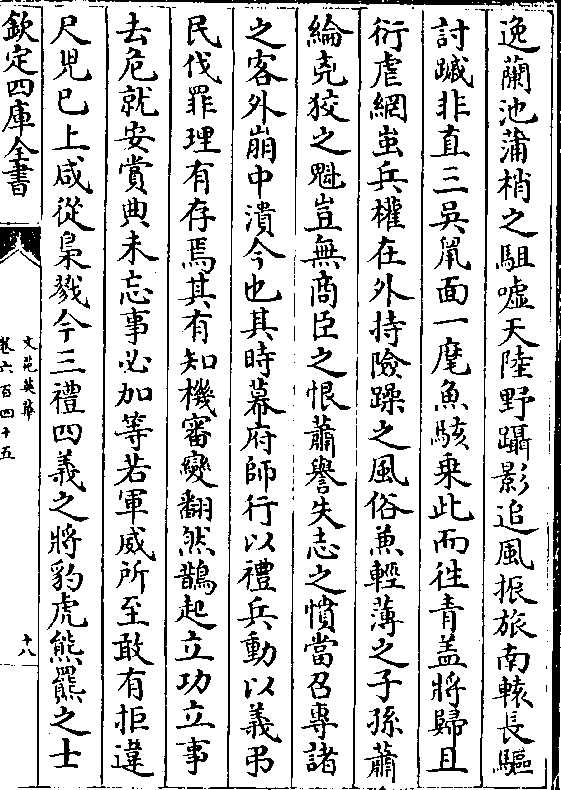 逸蘭池蒲梢之駔噓天陸野躡影追風振旅南轅長驅
討蹴非直三吳鼠面一麾魚駭乗此而徃青盖將歸且
衍虐網蚩兵權在外持險躁之風俗兼輕薄之子孫蕭
綸兇狡之魁豈無商臣之恨蕭譽失志之憤當召專諸
之客外崩中潰今也其時幕府師行以禮兵動以義弔
民伐罪理有存焉其有知機審變翻然鵲起立功立事
去危就安賞典未忘事必加等若軍威所至敢有拒違
尺兒已上咸從梟戮今三禮四義之將豹虎熊羆之士
欽定四庫全書
文苑英華
卷六百四十五
十八